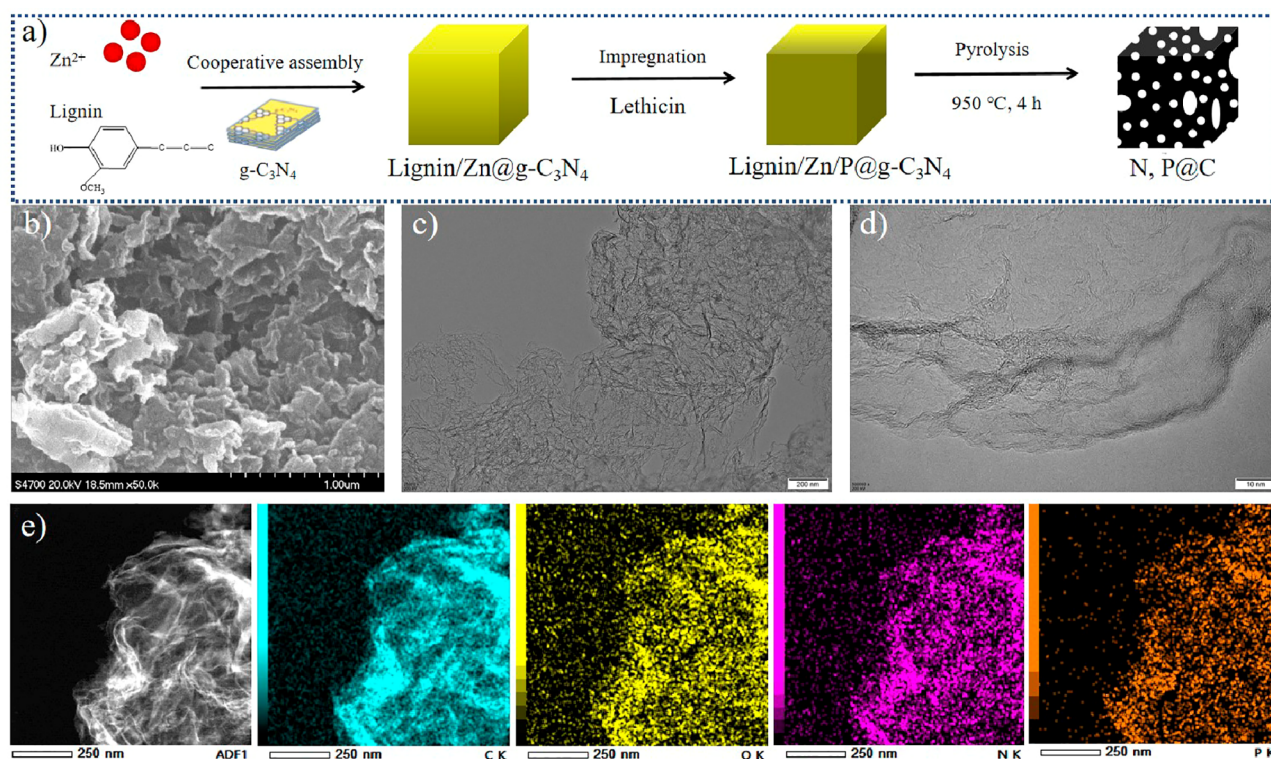 a)
Zn²⁺
Lignin
HO
C
C
C
OCH₃
Cooperative assembly
g-C₃N₄
Lignin/Zn@g-C₃N₄
Impregnation
Lethicin
Lignin/Zn/P@g-C₃N₄
Pyrolysis
950 °C, 4 h
N, P@C
b)
S4700 20.0kV 18.5mm x50.0k
1.00um
c)
200 nm
d)
10 nm
e)
250 nm
ADF1
250 nm
C K
250 nm
O K
250 nm
N K
250 nm
P K